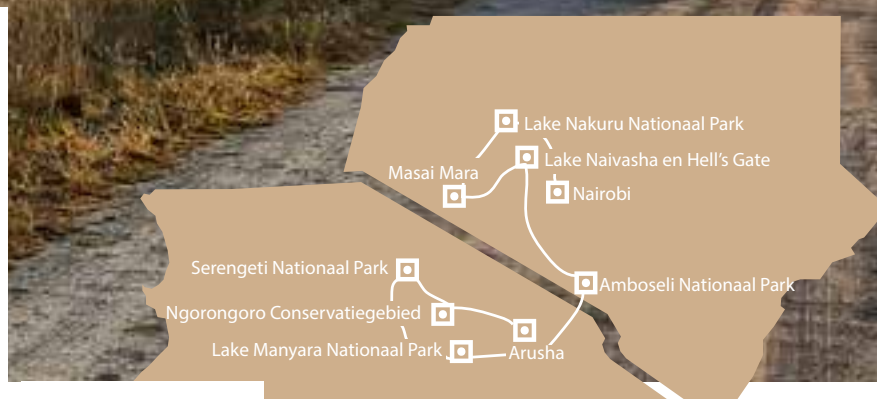 Lake Nakuru Nationaal Park
Lake Naivasha en Hell's Gate
Masai Mara
Nairobi
Serengeti Nationaal Park
Amboseli Nationaal Park
Ngorongoro Conservatiegebied
Lake Manyara Nationaal Park
Arusha